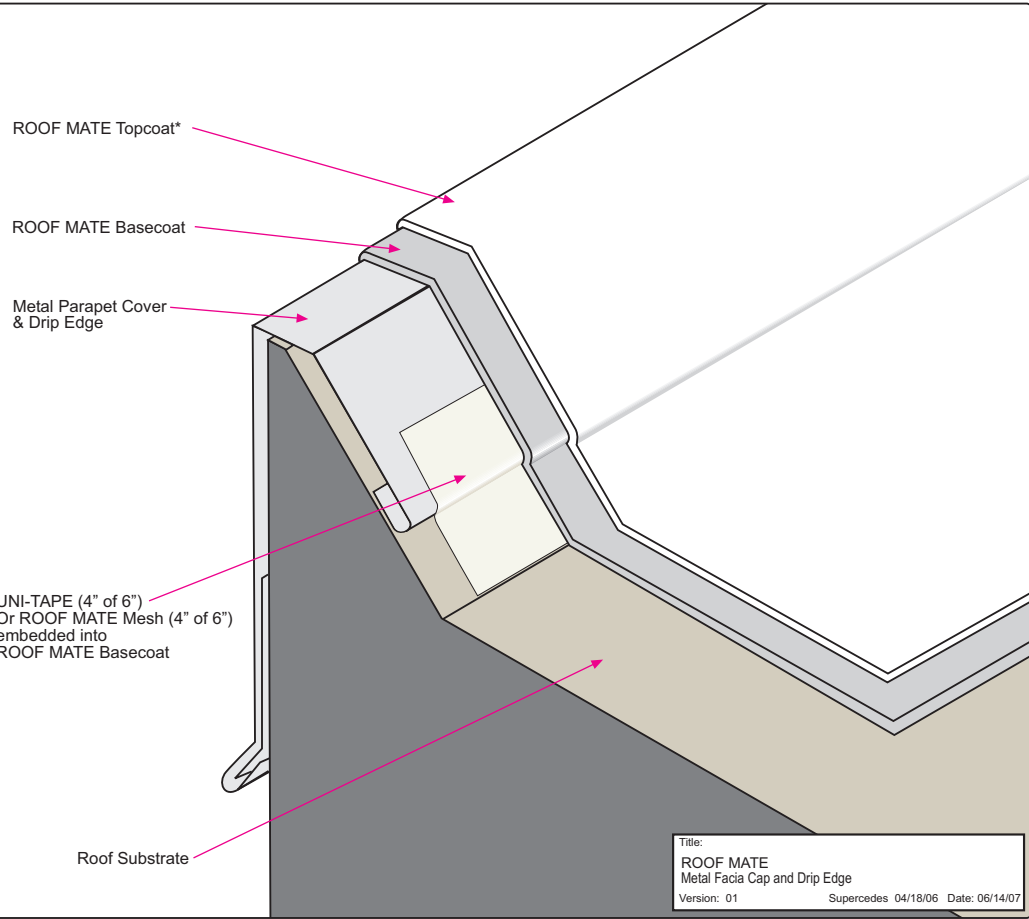 ROOF MATE Topcoat*
ROOF MATE Basecoat
Metal Parapet Cover
& Drip Edge
UNI-TAPE (4” of 6”)
Or ROOF MATE Mesh (4” of 6”)
embedded into
ROOF MATE Basecoat
Roof Substrate
Title:
ROOF MATE
Metal Facia Cap and Drip Edge
Version: 01 Supercedes 04/18/06 Date: 06/14/07